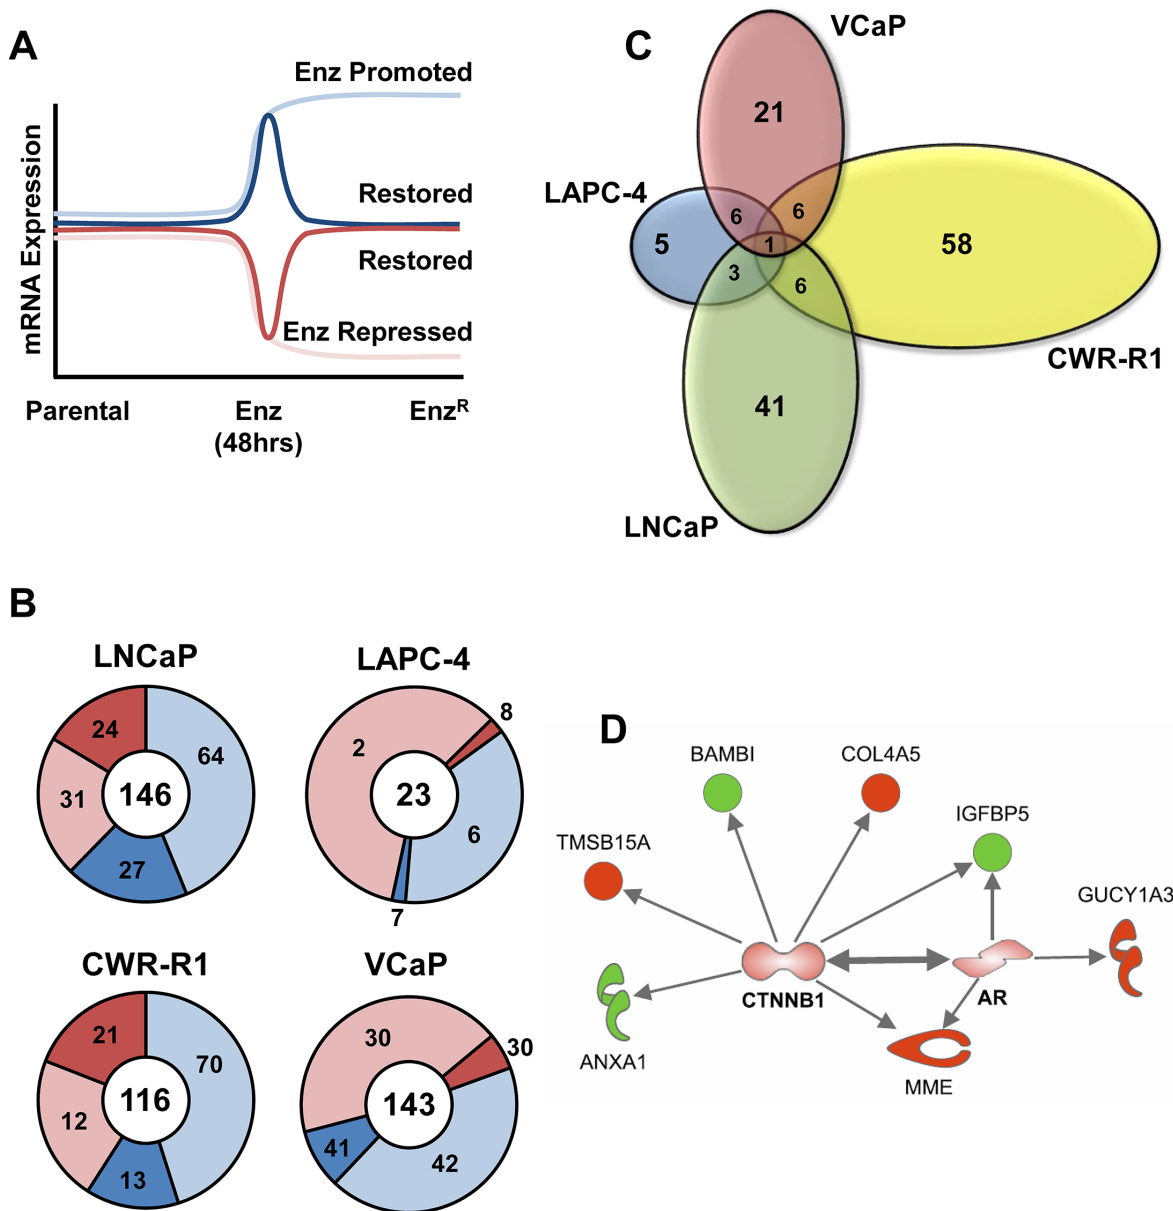 A
Enz Promoted
Restored
Restored
Enz Repressed
mRNA Expression
Parental
Enz
(48hrs)
Enzᴿ
C
VCaP
21
LAPC-4
6
6
5
1
58
3
6
CWR-R1
41
LNCaP
B
LNCaP
24
64
31
146
27
LAPC-4
8
2
23
6
7
CWR-R1
21
70
116
12
13
VCaP
30
30
143
41
42
D
BAMBI
COL4A5
IGFBP5
TMSB15A
GUCY1A3
CTNNB1
AR
ANXA1
MME